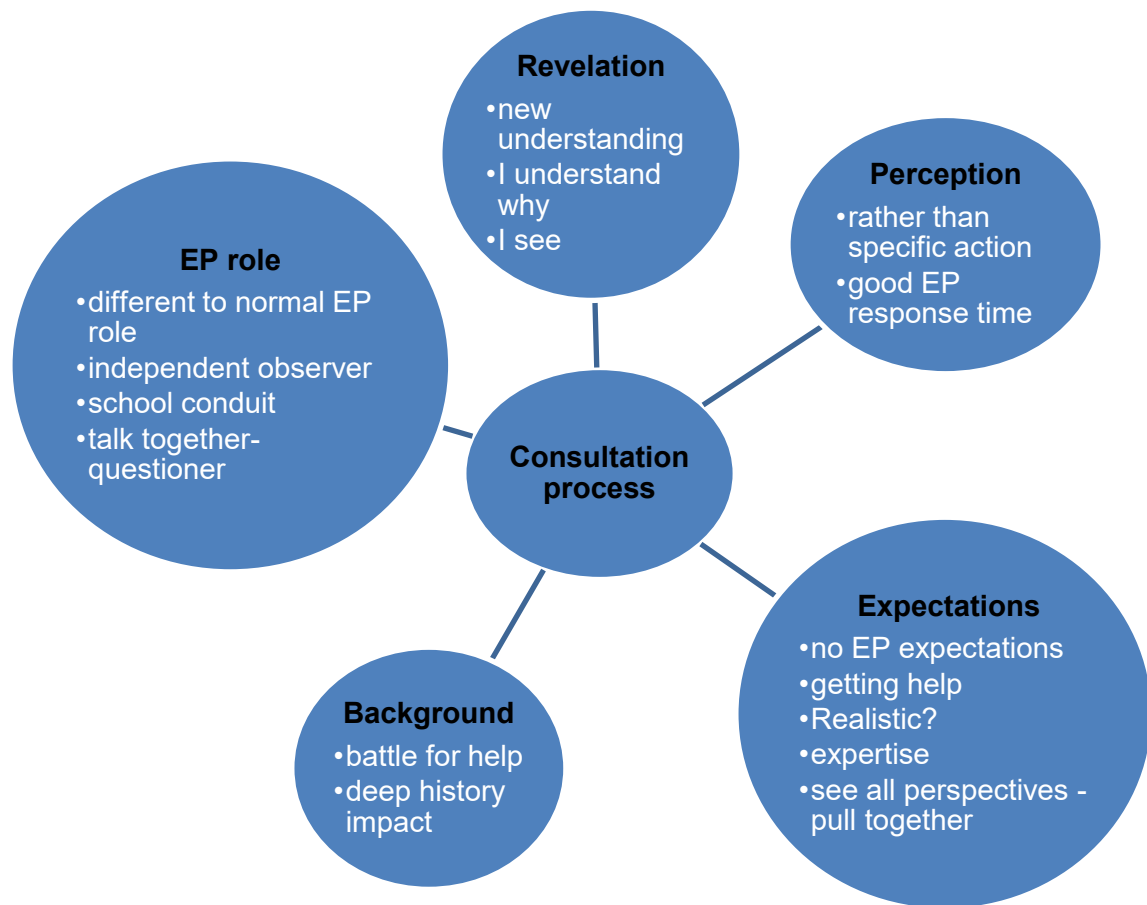 Revelation
•new
understanding
•I understand
why
•I see
Perception
•rather than
specific action
•good EP
response time
EP role
•different to normal EP
role
•independent observer
•school conduit
•talk together-
questioner
Consultation
process
Expectations
•no EP expectations
•getting help
•Realistic?
•expertise
•see all perspectives -
pull together
Background
•battle for help
•deep history
impact